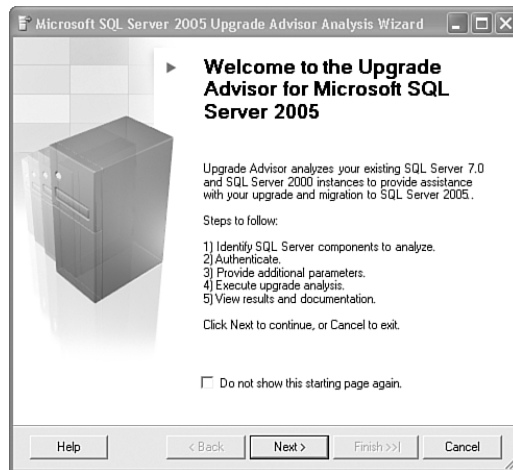 Microsoft SQL Server 2005 Upgrade Advisor Analysis Wizard
Welcome to the Upgrade
Advisor for Microsoft SQL
Server 2005
Upgrade Advisor analyzes your existing SQL Server 7.0
and SQL Server 2000 instances to provide assistance
with your upgrade and migration to SQL Server 2005..
Steps to follow:
1) Identify SQL Server components to analyze.
2) Authenticate.
3) Provide additional parameters.
4) Execute upgrade analysis.
5) View results and documentation.
Click Next to continue, or Cancel to exit.
Do not show this starting page again.
Help
< Back
Next >
Finish >>|
Cancel